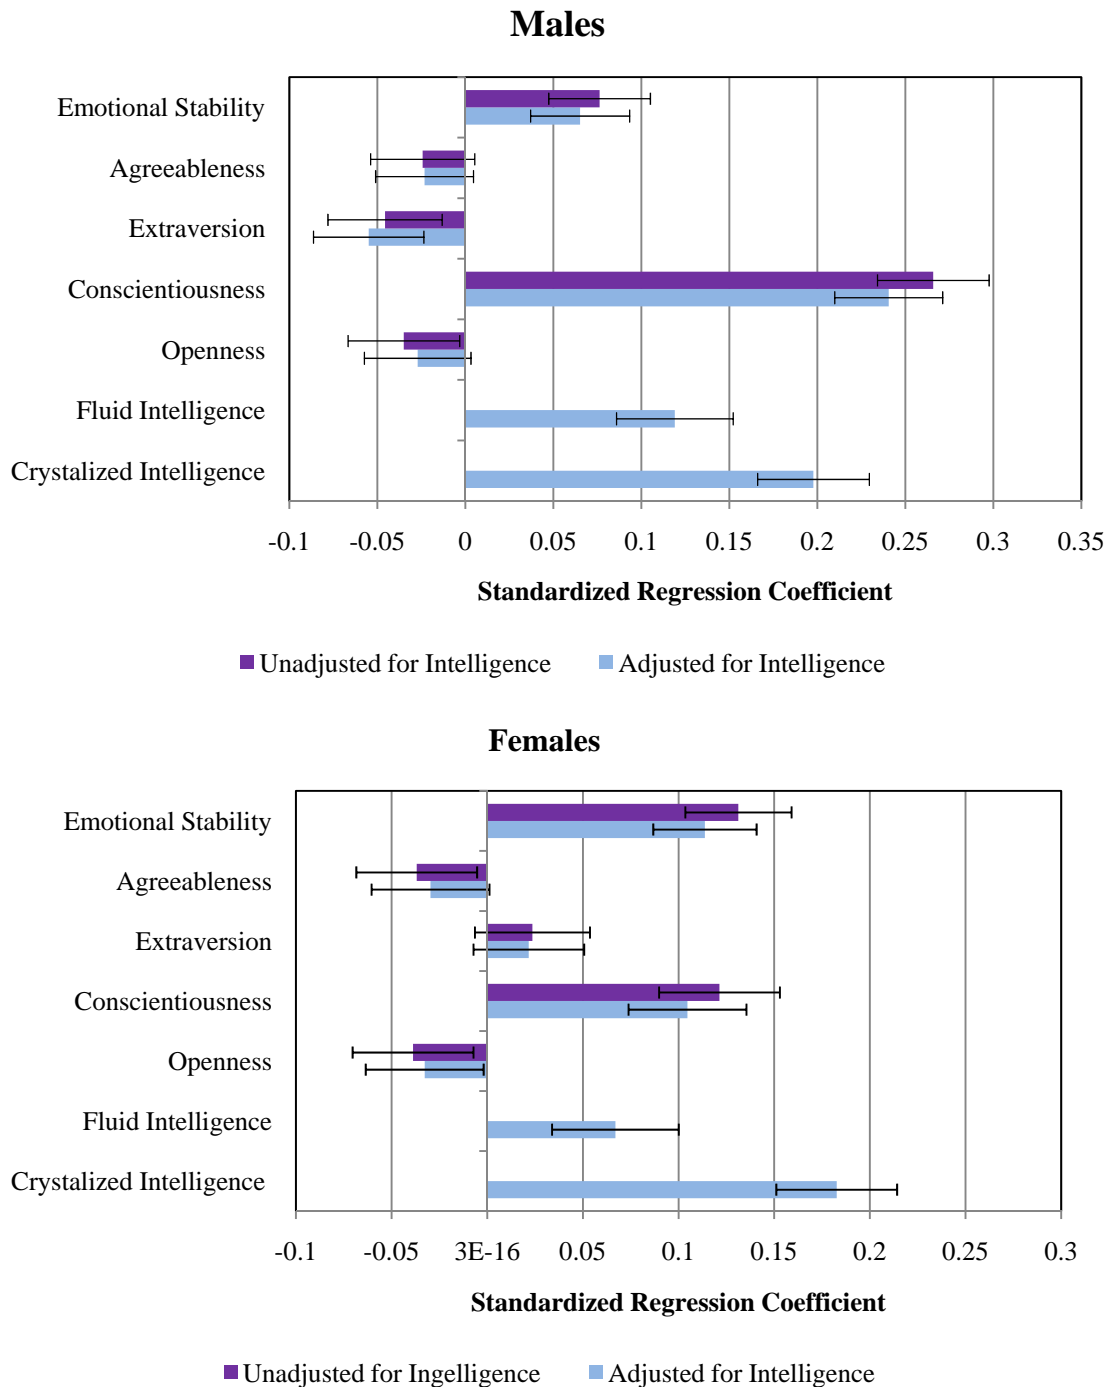 Males
Emotional Stability
Agreeableness
Extraversion
Conscientiousness
Openness
Fluid Intelligence
Crystalized Intelligence
-0.1 -0.05 0 0.05 0.1 0.15 0.2 0.25 0.3 0.35
Standardized Regression Coefficient
Unadjusted for Intelligence Adjusted for Intelligence
Females
Emotional Stability
Agreeableness
Extraversion
Conscientiousness
Openness
Fluid Intelligence
Crystalized Intelligence
-0.1 -0.05 3E-16 0.05 0.1 0.15 0.2 0.25 0.3
Standardized Regression Coefficient
Unadjusted for Ingelligence Adjusted for Intelligence